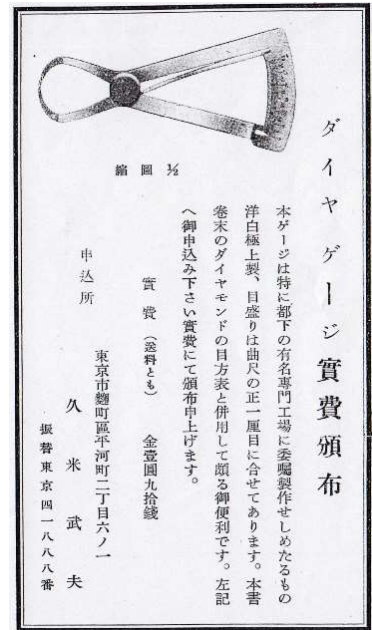 ダイヤゲージ實費頒布
本ゲージは特に都下の有名專門工場に委囑製作せしめたるもの
洋白極上製、目盛りは曲尺の正一厘目に合せてあります。本書
卷末のダイヤモンドの目方表と併用して頗る御便利です。左記
へ御申込み下さい實費にて頒布申上げます。
實費(送料とも) 金壹圓九拾錢
申込所
東京市麴町區平河町二丁目六ノ一
久米武夫
振替東京四一八八八番
縮圖½